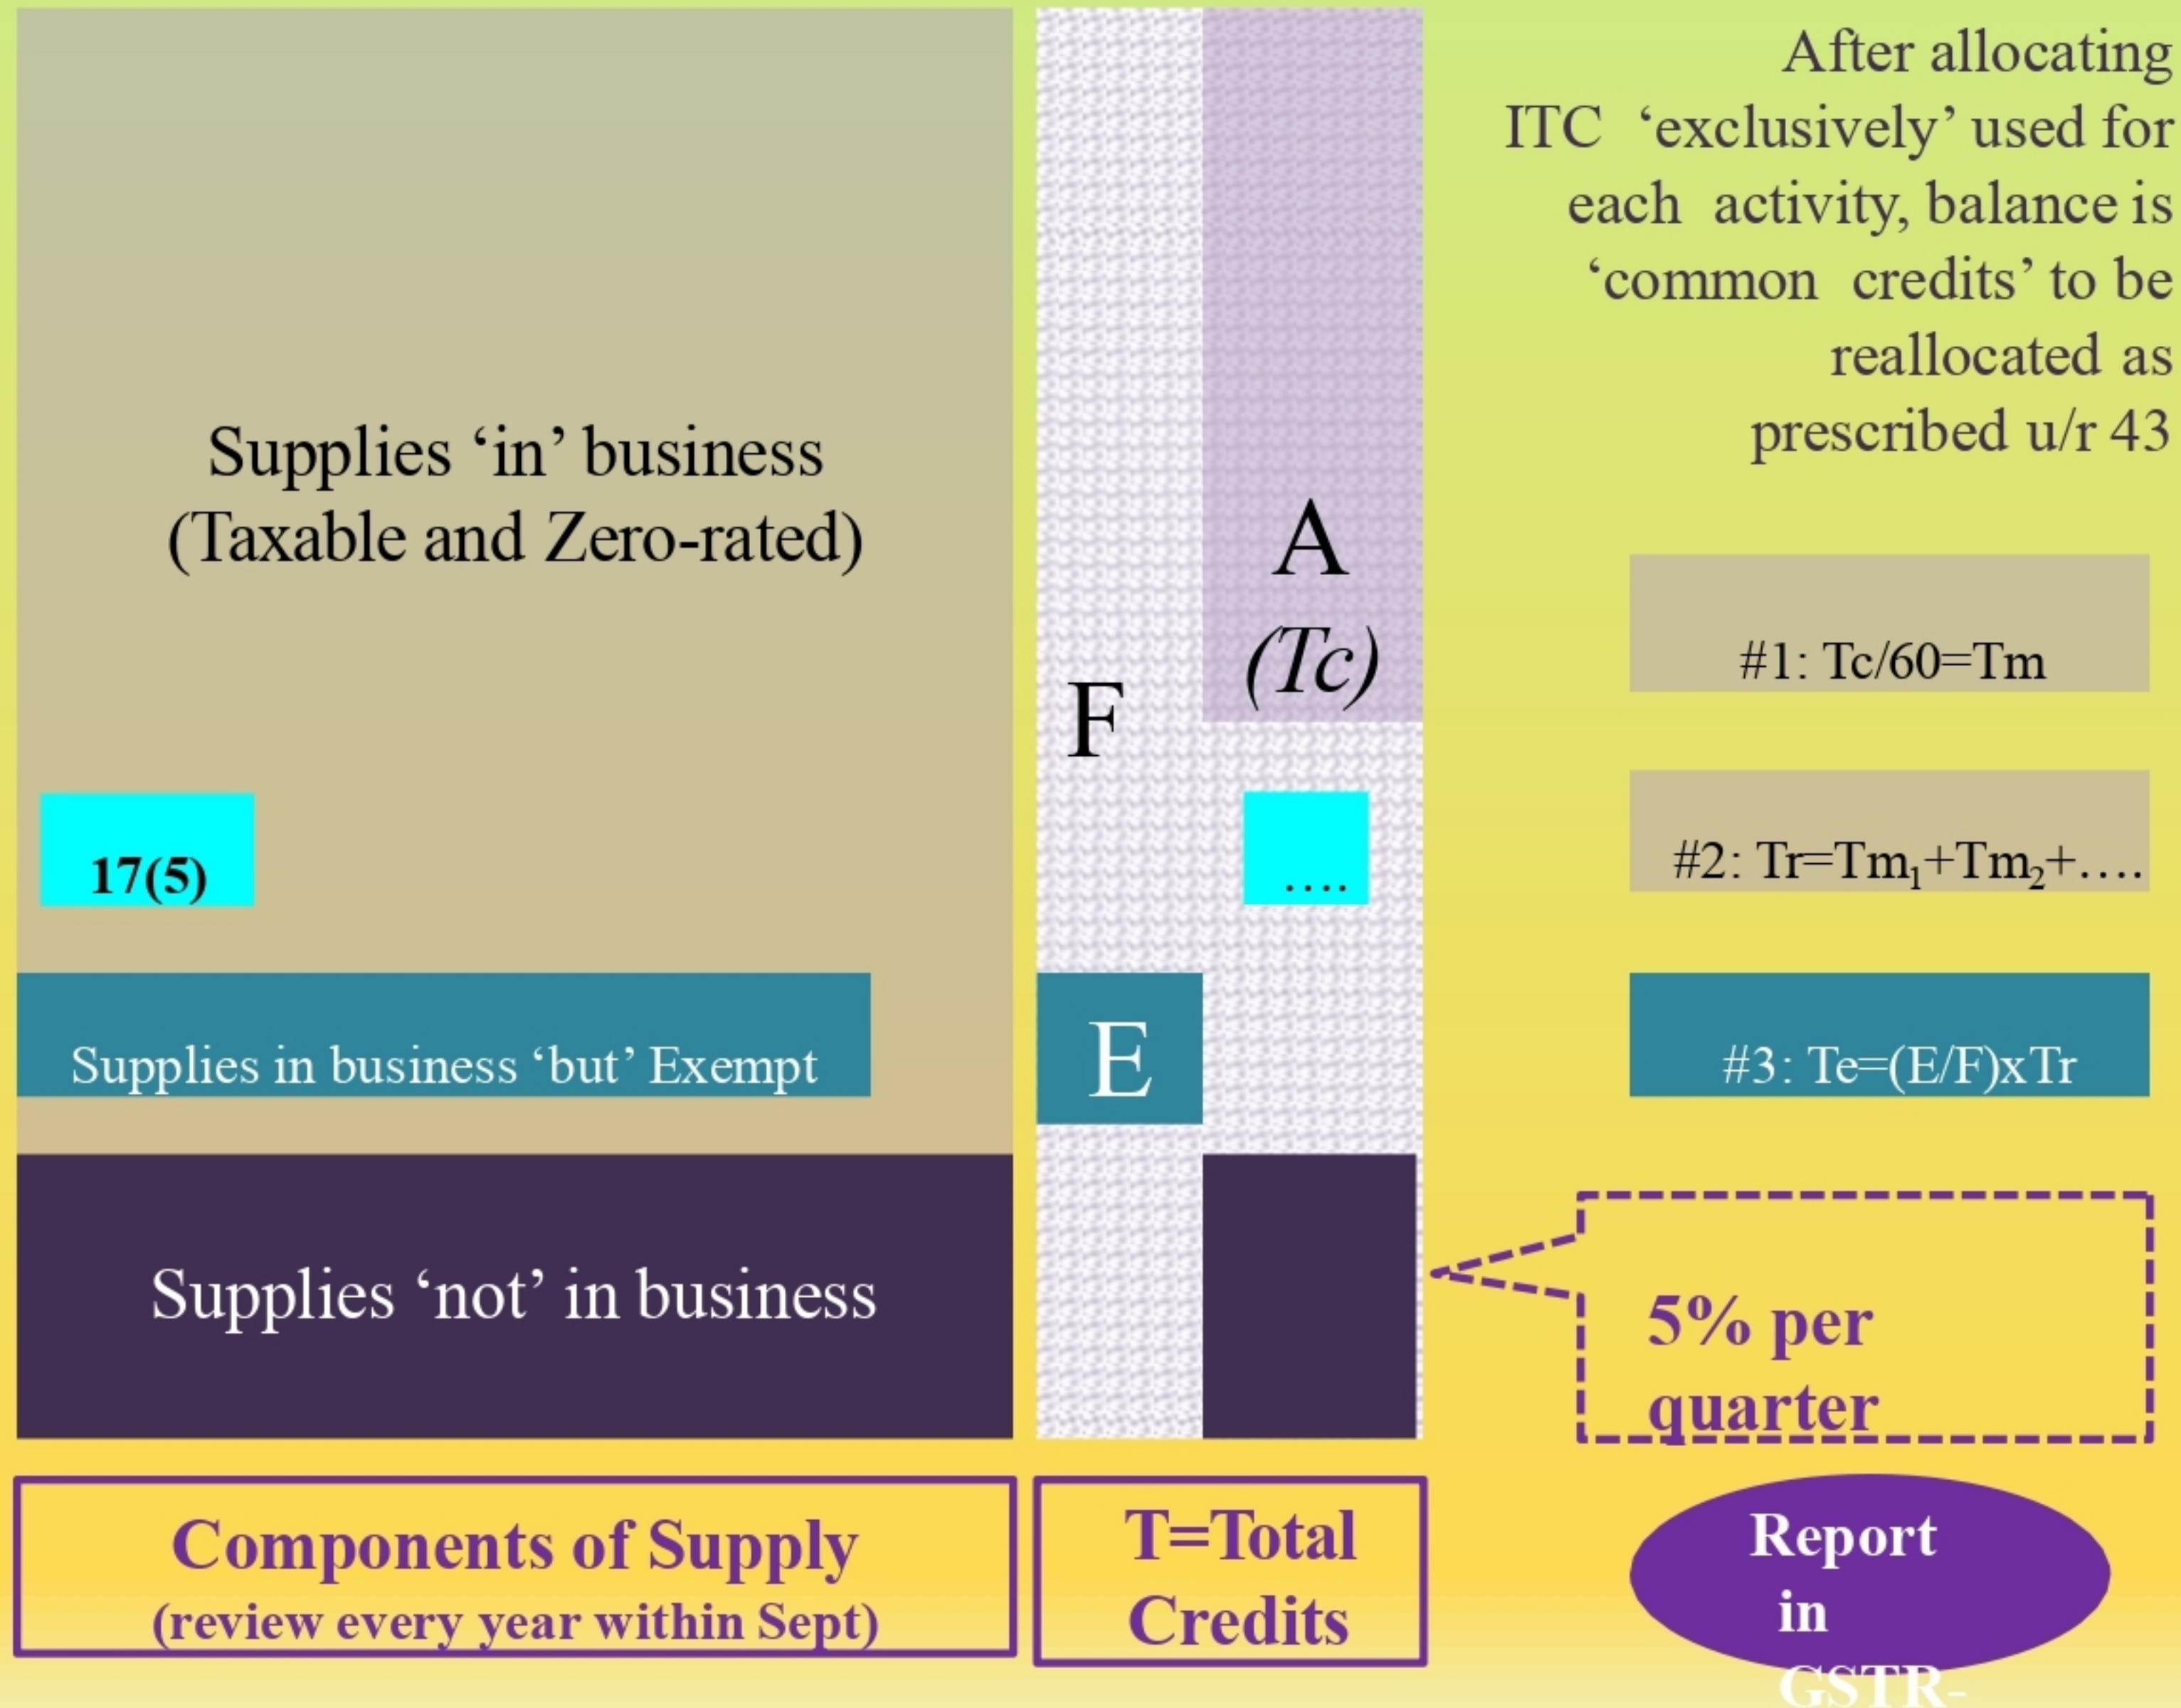 After allocating
ITC ‘exclusively’ used for
each activity, balance is
‘common credits’ to be
reallocated as
prescribed u/r 43
Supplies ‘in’ business
(Taxable and Zero-rated)
A
(Tc)
F
#1: Tc/60=Tm
17(5)
....
#2: Tr=Tm₁+Tm₂+....
Supplies in business ‘but’ Exempt
E
#3: Te=(E/F)xTr
Supplies ‘not’ in business
5% per
quarter
Components of Supply
(review every year within Sept)
T=Total
Credits
Report
in
GSTR-